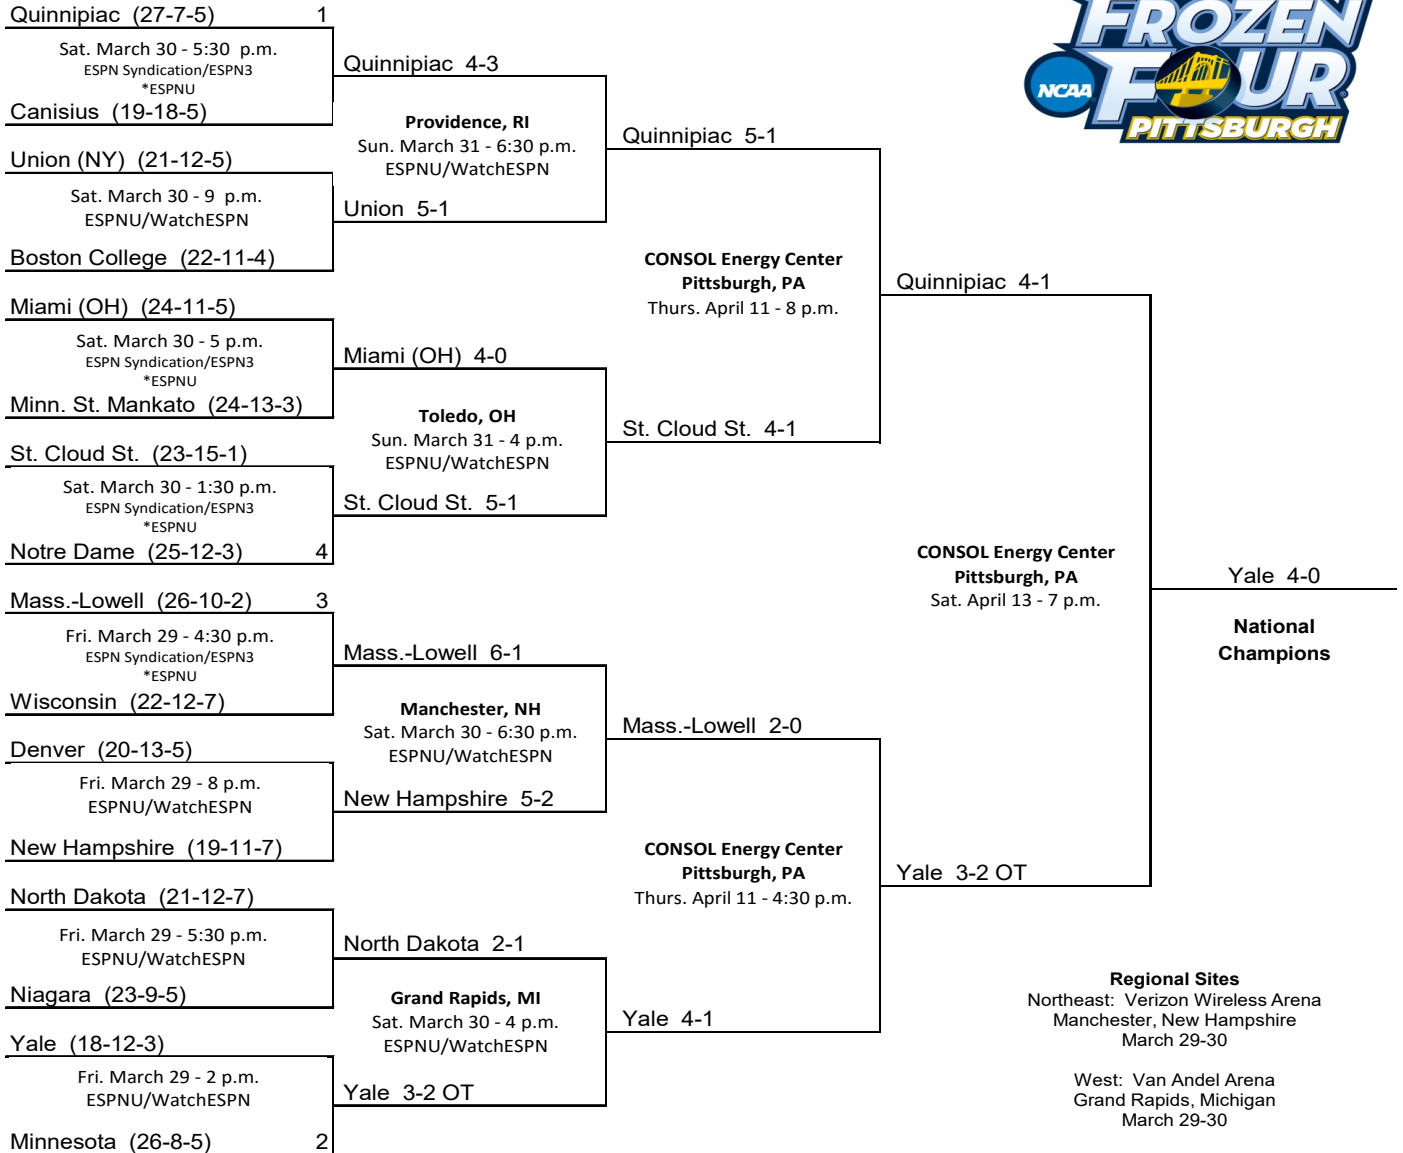 Quinnipiac (27-7-5) 1
Sat. March 30 - 5:30 p.m.
ESPN Syndication/ESPN3
*ESPNU
Canisius (19-18-5)
Union (NY) (21-12-5)
Sat. March 30 - 9 p.m.
ESPNU/WatchESPN
Boston College (22-11-4)
Miami (OH) (24-11-5)
Sat. March 30 - 5 p.m.
ESPN Syndication/ESPN3
*ESPNU
Minn. St. Mankato (24-13-3)
St. Cloud St. (23-15-1)
Sat. March 30 - 1:30 p.m.
ESPN Syndication/ESPN3
*ESPNU
Notre Dame (25-12-3) 4
Mass.-Lowell (26-10-2) 3
Fri. March 29 - 4:30 p.m.
ESPN Syndication/ESPN3
*ESPNU
Wisconsin (22-12-7)
Denver (20-13-5)
Fri. March 29 - 8 p.m.
ESPNU/WatchESPN
New Hampshire (19-11-7)
North Dakota (21-12-7)
Fri. March 29 - 5:30 p.m.
ESPNU/WatchESPN
Niagara (23-9-5)
Yale (18-12-3)
Fri. March 29 - 2 p.m.
ESPNU/WatchESPN
Minnesota (26-8-5) 2
Quinnipiac 4-3
Providence, RI
Sun. March 31 - 6:30 p.m.
ESPNU/WatchESPN
Union 5-1
Miami (OH) 4-0
Toledo, OH
Sun. March 31 - 4 p.m.
ESPNU/WatchESPN
St. Cloud St. 5-1
Mass.-Lowell 6-1
Manchester, NH
Sat. March 30 - 6:30 p.m.
ESPNU/WatchESPN
New Hampshire 5-2
North Dakota 2-1
Grand Rapids, MI
Sat. March 30 - 4 p.m.
ESPNU/WatchESPN
Yale 3-2 OT
Quinnipiac 5-1
CONSOL Energy Center
Pittsburgh, PA
Thurs. April 11 - 8 p.m.
St. Cloud St. 4-1
Mass.-Lowell 2-0
CONSOL Energy Center
Pittsburgh, PA
Thurs. April 11 - 4:30 p.m.
Yale 4-1
Quinnipiac 4-1
CONSOL Energy Center
Pittsburgh, PA
Sat. April 13 - 7 p.m.
Yale 3-2 OT
Yale 4-0
National
Champions
FROZEN
NCAA FOUR
PITTSBURGH
Regional Sites
Northeast: Verizon Wireless Arena
Manchester, New Hampshire
March 29-30
West: Van Andel Arena
Grand Rapids, Michigan
March 29-30